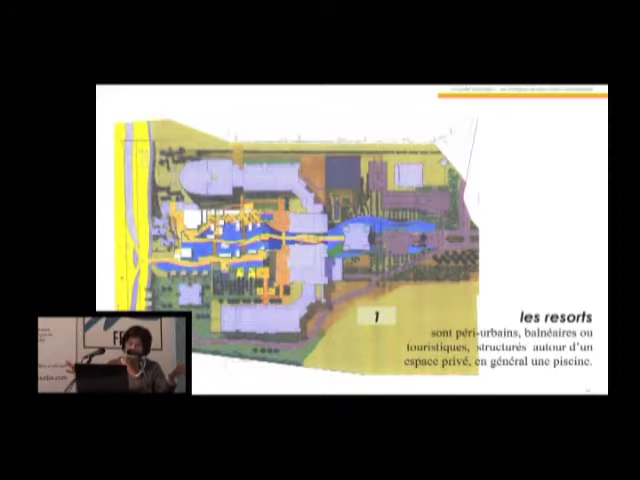 1
les resorts
sont péri-urbains, balnéaires ou
touristiques, structurés autour d'un
espace privé, en général une piscine.